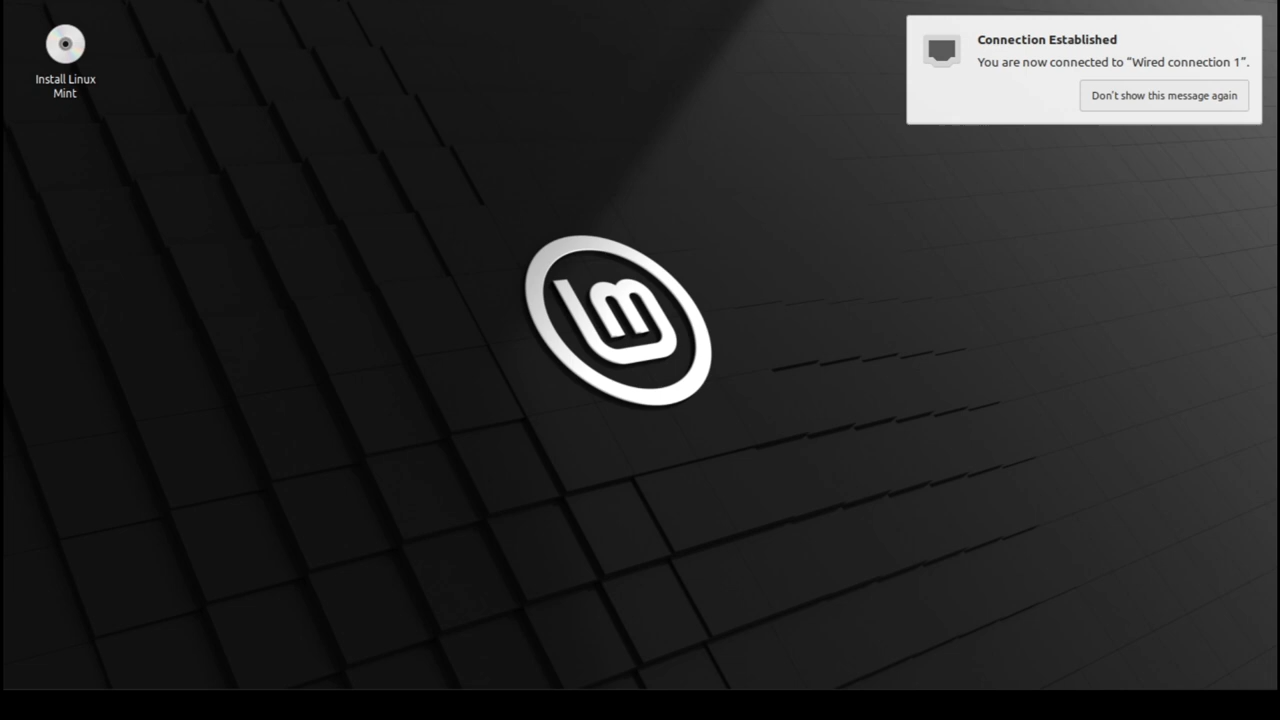 Install Linux
Mint
Connection Established
You are now connected to “Wired connection 1”.
Don't show this message again